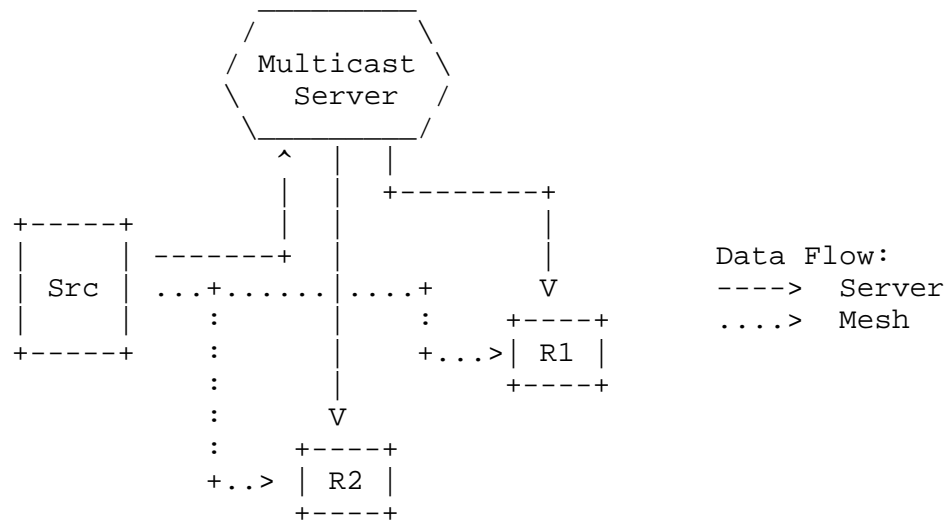 Multicast
Server
Data Flow:
Src
----> Server
....> Mesh
R1
R2